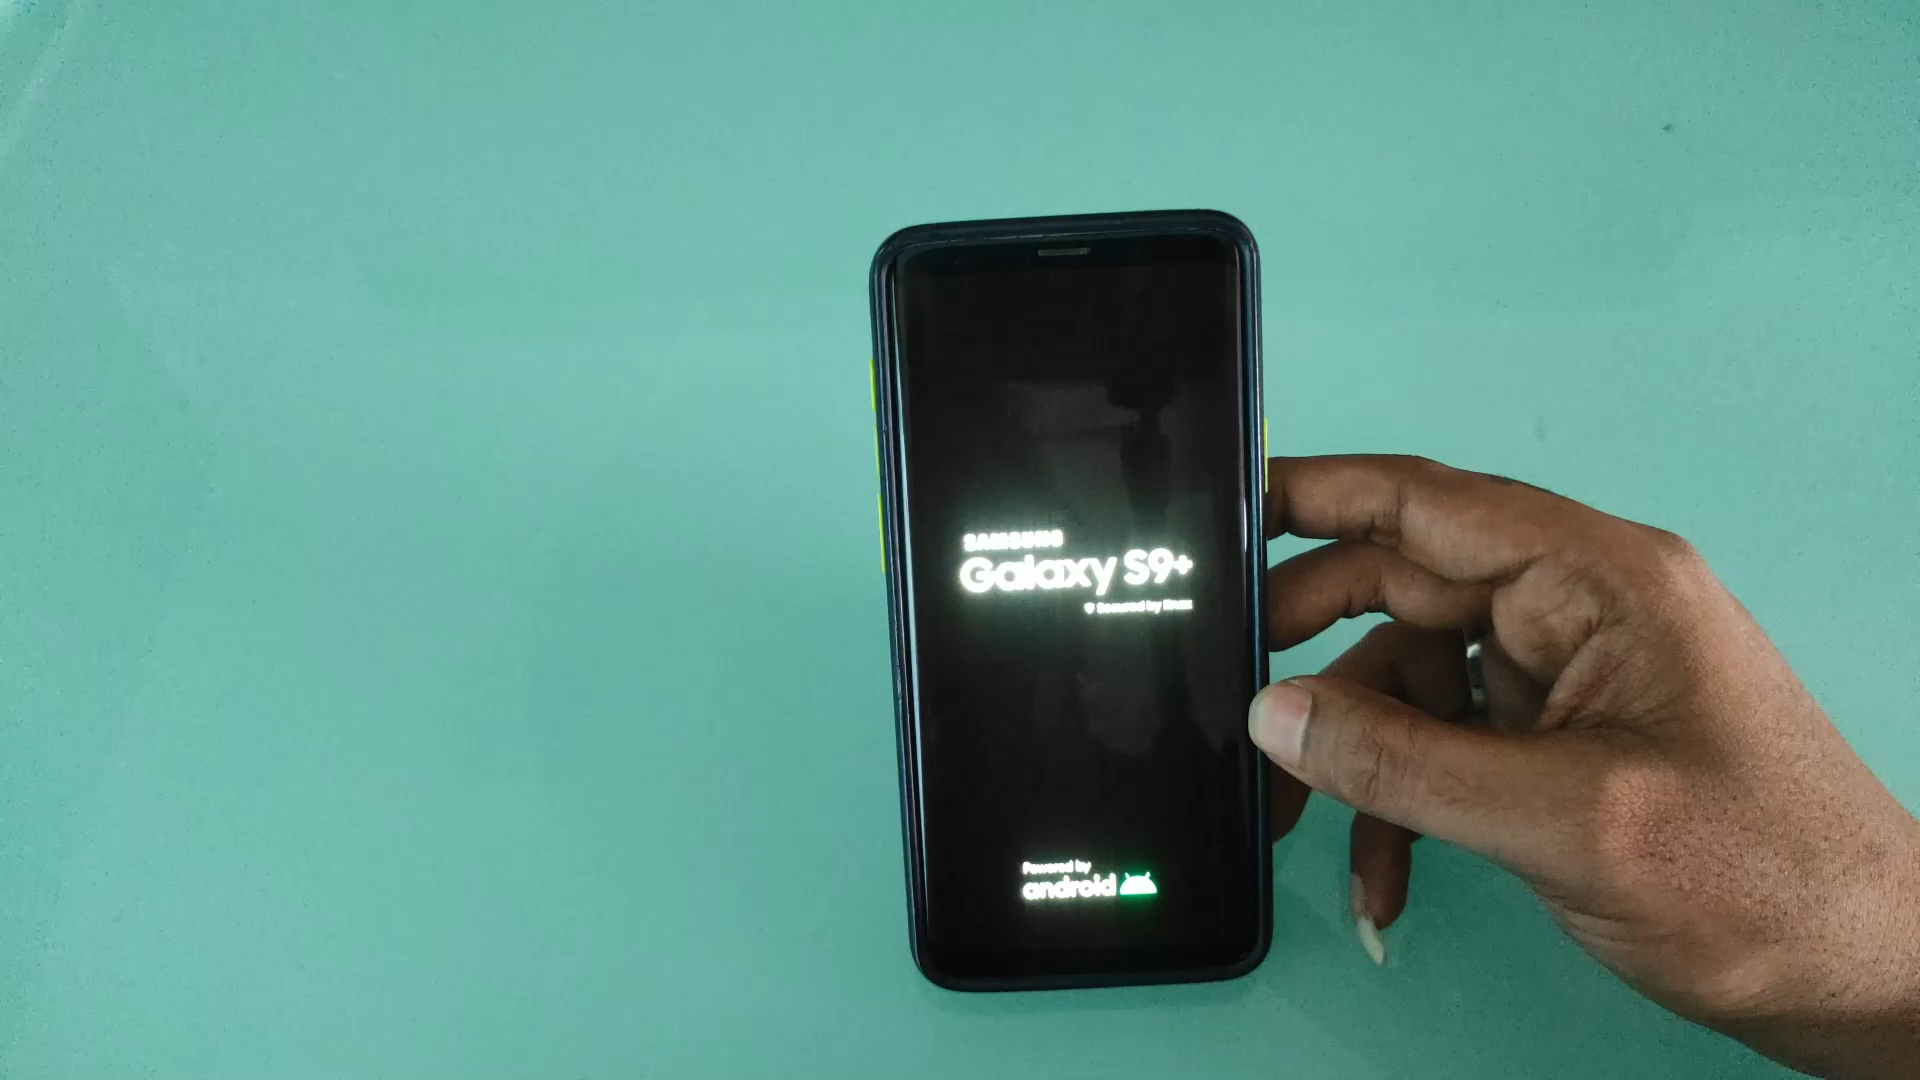 SAMSUNG
Galaxy S9+
Secured by Knox
Powered by
android